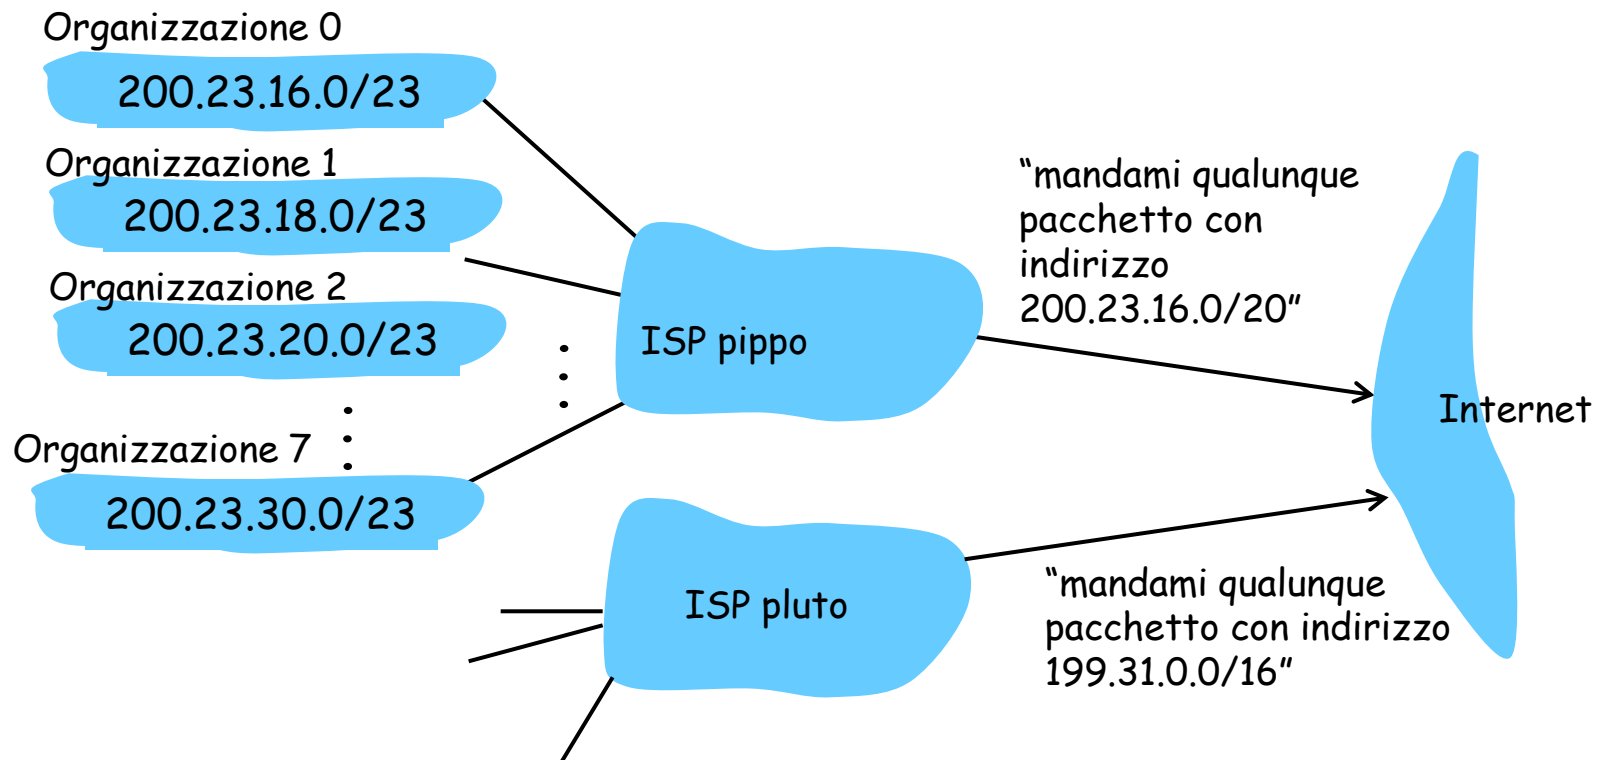 Organizzazione 0
200.23.16.0/23
Organizzazione 1
200.23.18.0/23
Organizzazione 2
200.23.20.0/23
Organizzazione 7
200.23.30.0/23
ISP pippo
“mandami qualunque
pacchetto con
indirizzo
200.23.16.0/20”
Internet
ISP pluto
“mandami qualunque
pacchetto con indirizzo
199.31.0.0/16”